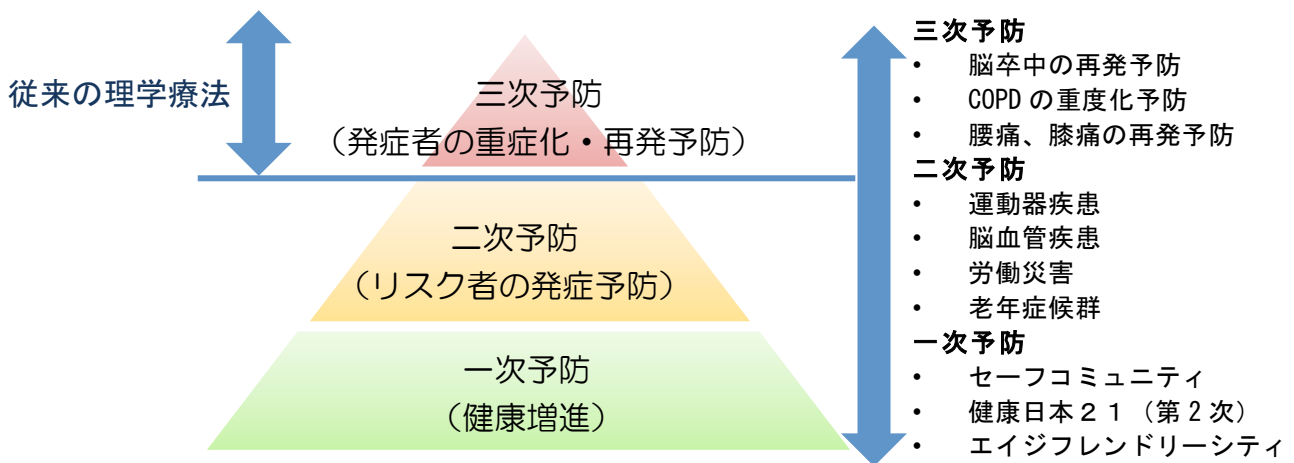 従来の理学療法
三次予防
（発症者の重症化・再発予防）
二次予防
（リスク者の発症予防）
一次予防
（健康増進）
三次予防
• 脳卒中の再発予防
• COPDの重度化予防
• 腰痛、膝痛の再発予防
二次予防
• 運動器疾患
• 脳血管疾患
• 労働災害
• 老年症候群
一次予防
• セーフコミュニティ
• 健康日本２１（第2次）
• エイジフレンドリーシティ